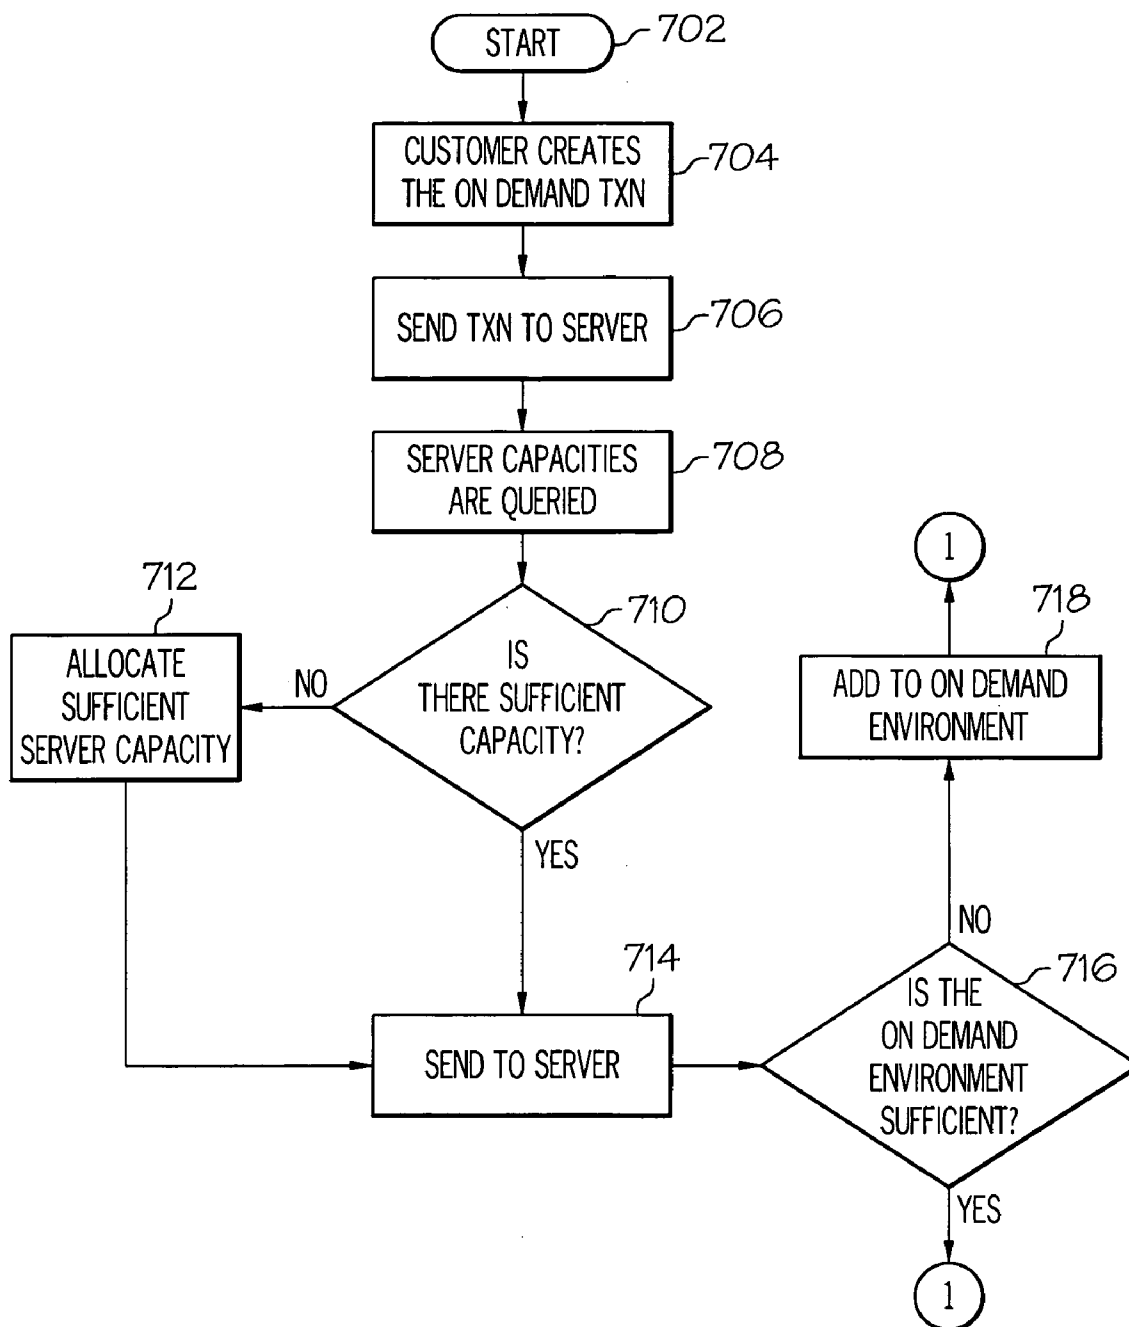 START
702
CUSTOMER CREATES
THE ON DEMAND TXN
704
SEND TXN TO SERVER
706
SERVER CAPACITIES
ARE QUERIED
708
IS
THERE SUFFICIENT
CAPACITY?
710
NO
712
ALLOCATE
SUFFICIENT
SERVER CAPACITY
YES
714
SEND TO SERVER
716
IS THE
ON DEMAND
ENVIRONMENT
SUFFICIENT?
NO
718
ADD TO ON DEMAND
ENVIRONMENT
1
YES
1